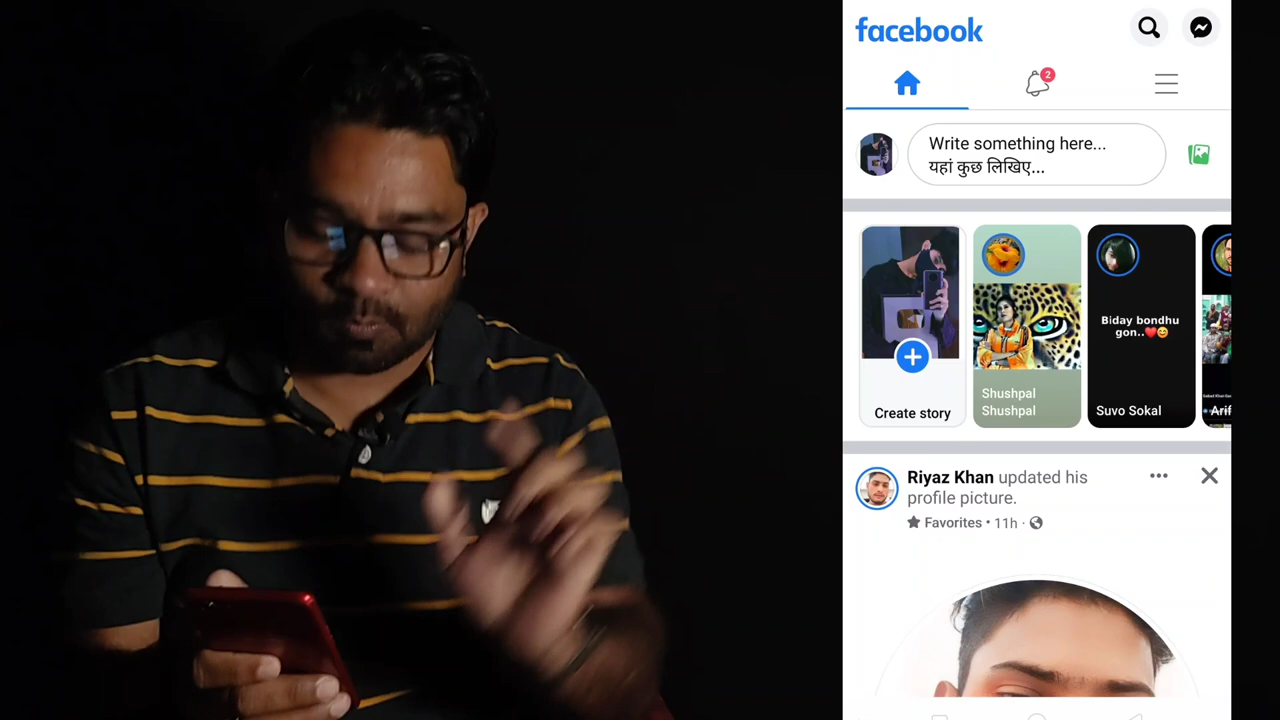 facebook
2
Write something here...
यहां कुछ लिखिए...
Create story
Shushpal
Shushpal
Biday bondhu
gon..❤️😊
Suvo Sokal
Arif
Riyaz Khan updated his
profile picture.
Favorites • 11h ·